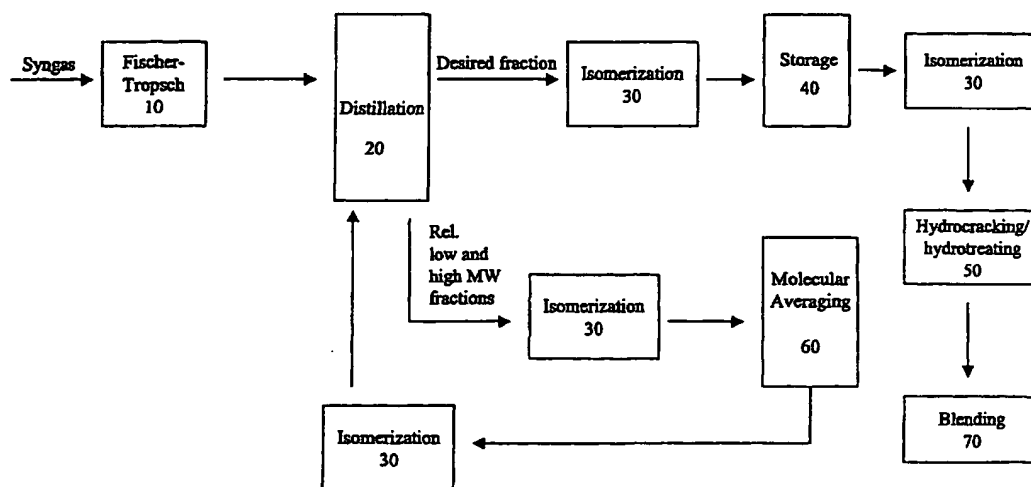 Syngas
Fischer-
Tropsch
10
Distillation
20
Desired fraction
Isomerization
30
Storage
40
Isomerization
30
Hydrocracking/
hydrotreating
50
Blending
70
Rel.
low and
high MW
fractions
Isomerization
30
Molecular
Averaging
60
Isomerization
30